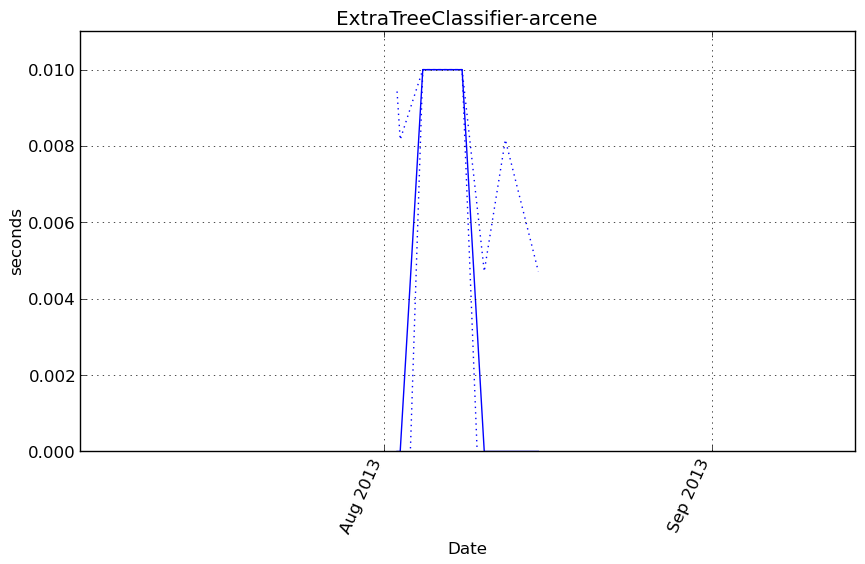 ExtraTreeClassifier-arcene
0.010
0.008
0.006
0.004
0.002
0.000
seconds
Aug 2013
Sep 2013
Date